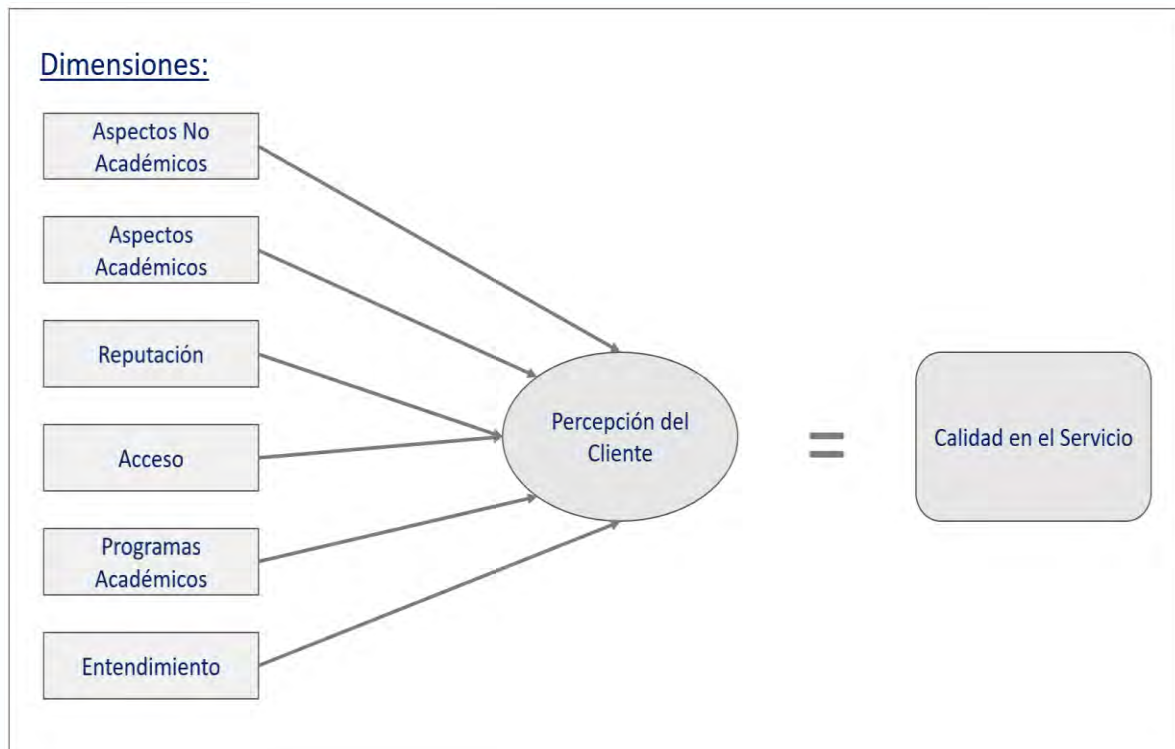 Dimensiones:
Aspectos No
Académicos
Aspectos
Académicos
Reputación
Acceso
Programas
Académicos
Entendimiento
Percepción del
Cliente
=
Calidad en el Servicio